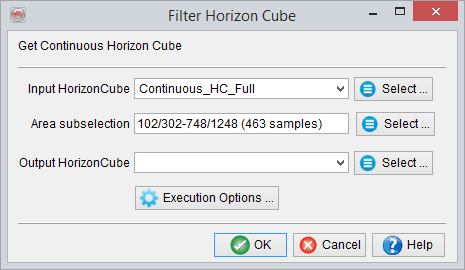 Filter Horizon Cube
Get Continuous Horizon Cube
Input HorizonCube Continuous_HC_Full Select ...
Area subselection 102/302-748/1248 (463 samples) Select ...
Output HorizonCube Select ...
Execution Options ...
OK Cancel Help